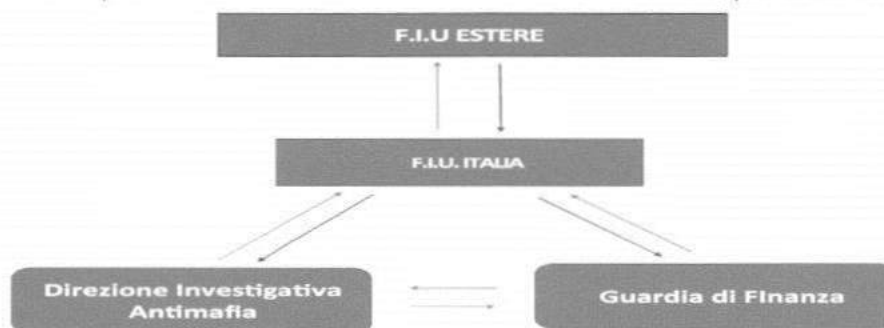 F.I.U ESTERE
F.I.U. ITALIA
Direzione Investigativa
Antimafia
Guardia di FInanza